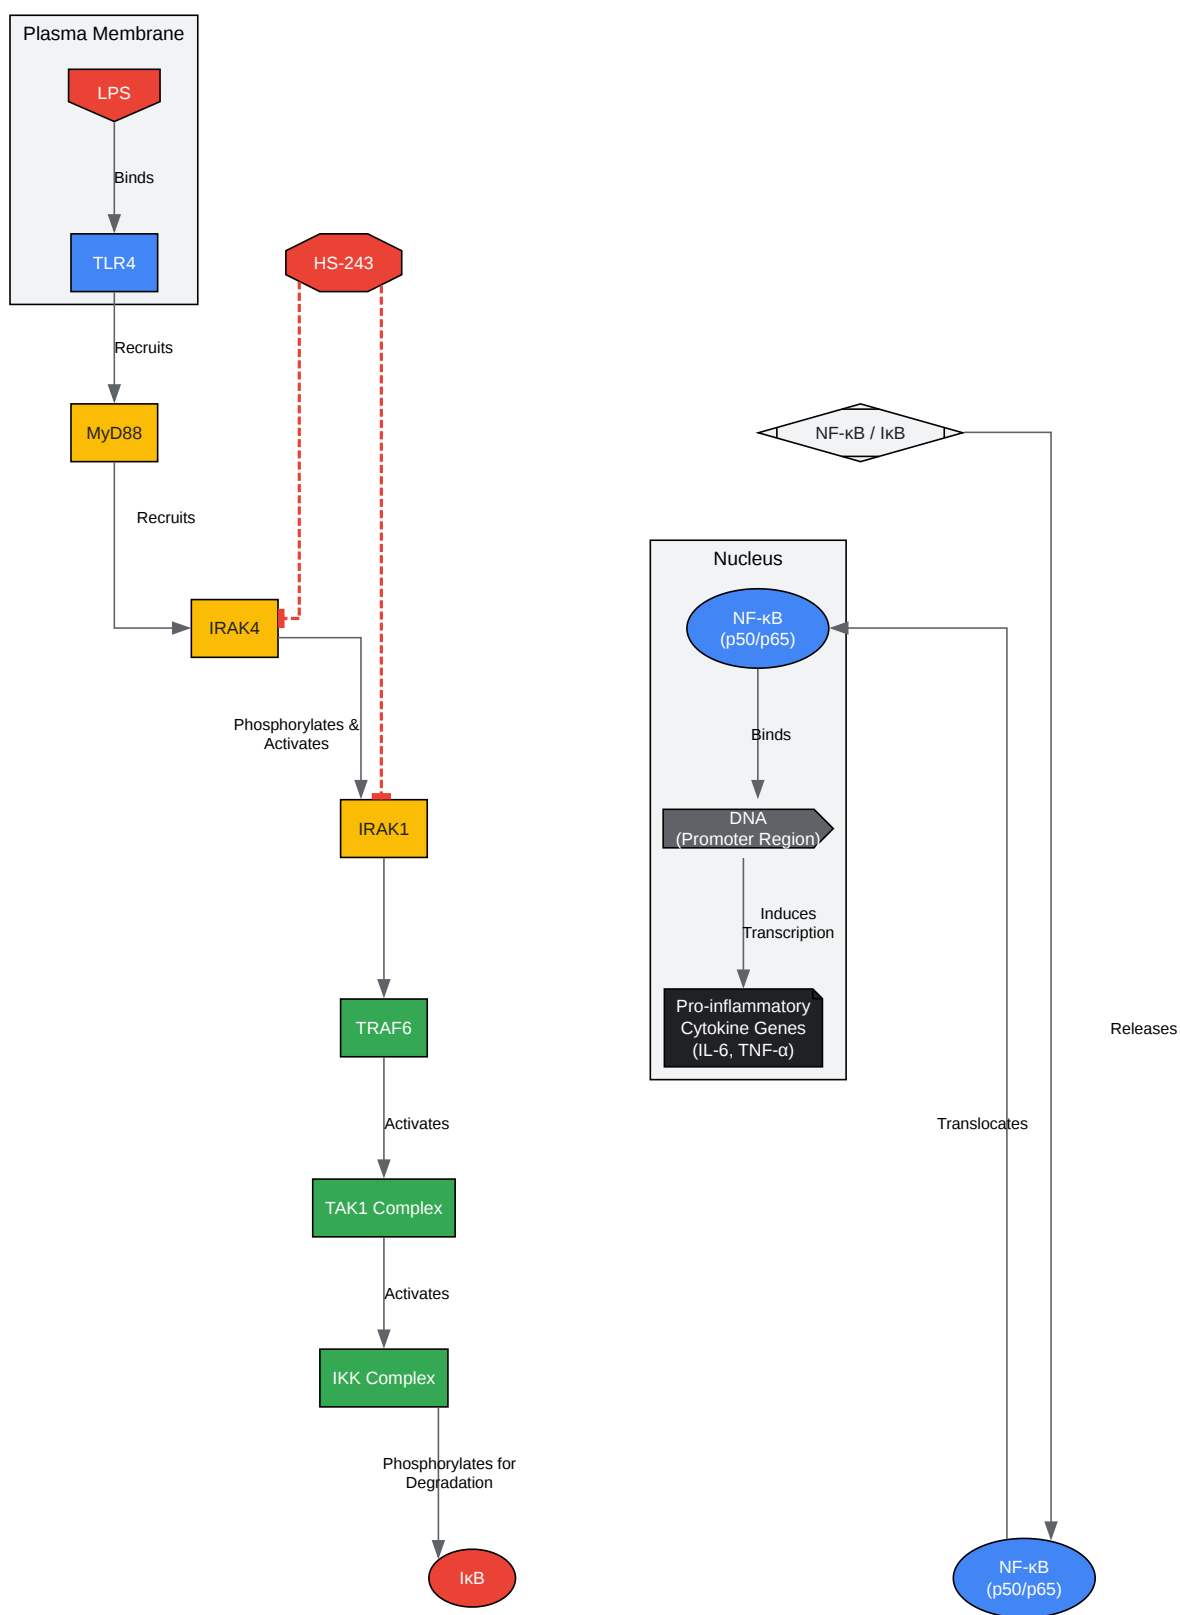 Plasma Membrane
LPS
Binds
TLR4
HS-243
Recruits
MyD88
NF-κB / IκB
Recruits
Nucleus
IRAK4
NF-κB
(p50/p65)
Phosphorylates &
Activates
Binds
IRAK1
DNA
(Promoter Region)
Induces
Transcription
TRAF6
Pro-inflammatory
Cytokine Genes
(IL-6, TNF-α)
Releases
Activates
Translocates
TAK1 Complex
Activates
IKK Complex
Phosphorylates for
Degradation
IκB
NF-κB
(p50/p65)